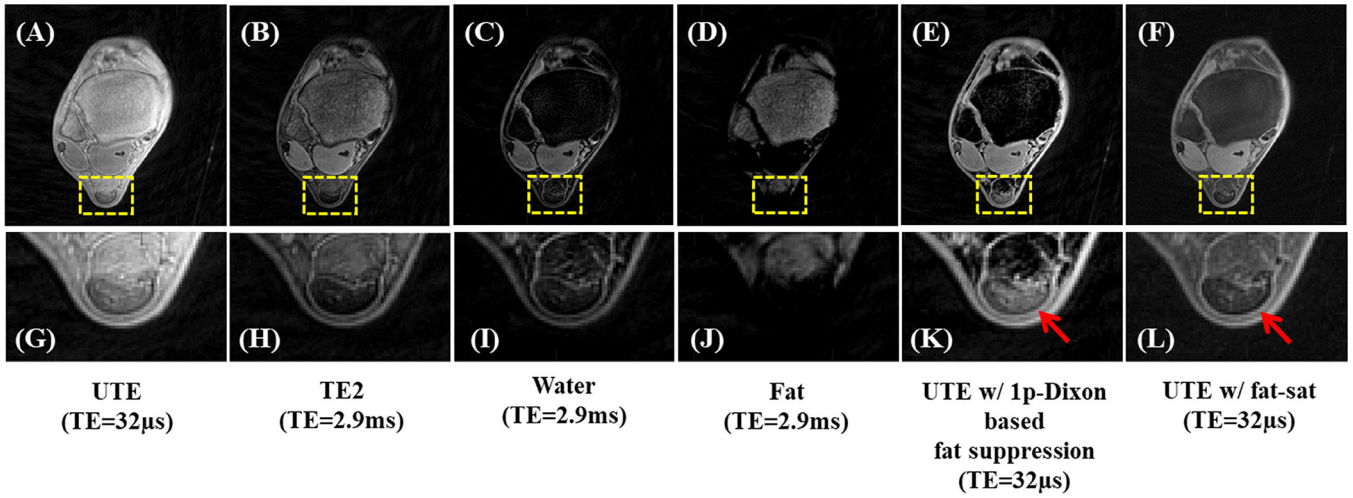 (A)
(B)
(C)
(D)
(E)
(F)
(G)
(H)
(I)
(J)
(K)
(L)
UTE
(TE=32μs)
TE2
(TE=2.9ms)
Water
(TE=2.9ms)
Fat
(TE=2.9ms)
UTE w/ 1p-Dixon
based
fat suppression
(TE=32μs)
UTE w/ fat-sat
(TE=32μs)